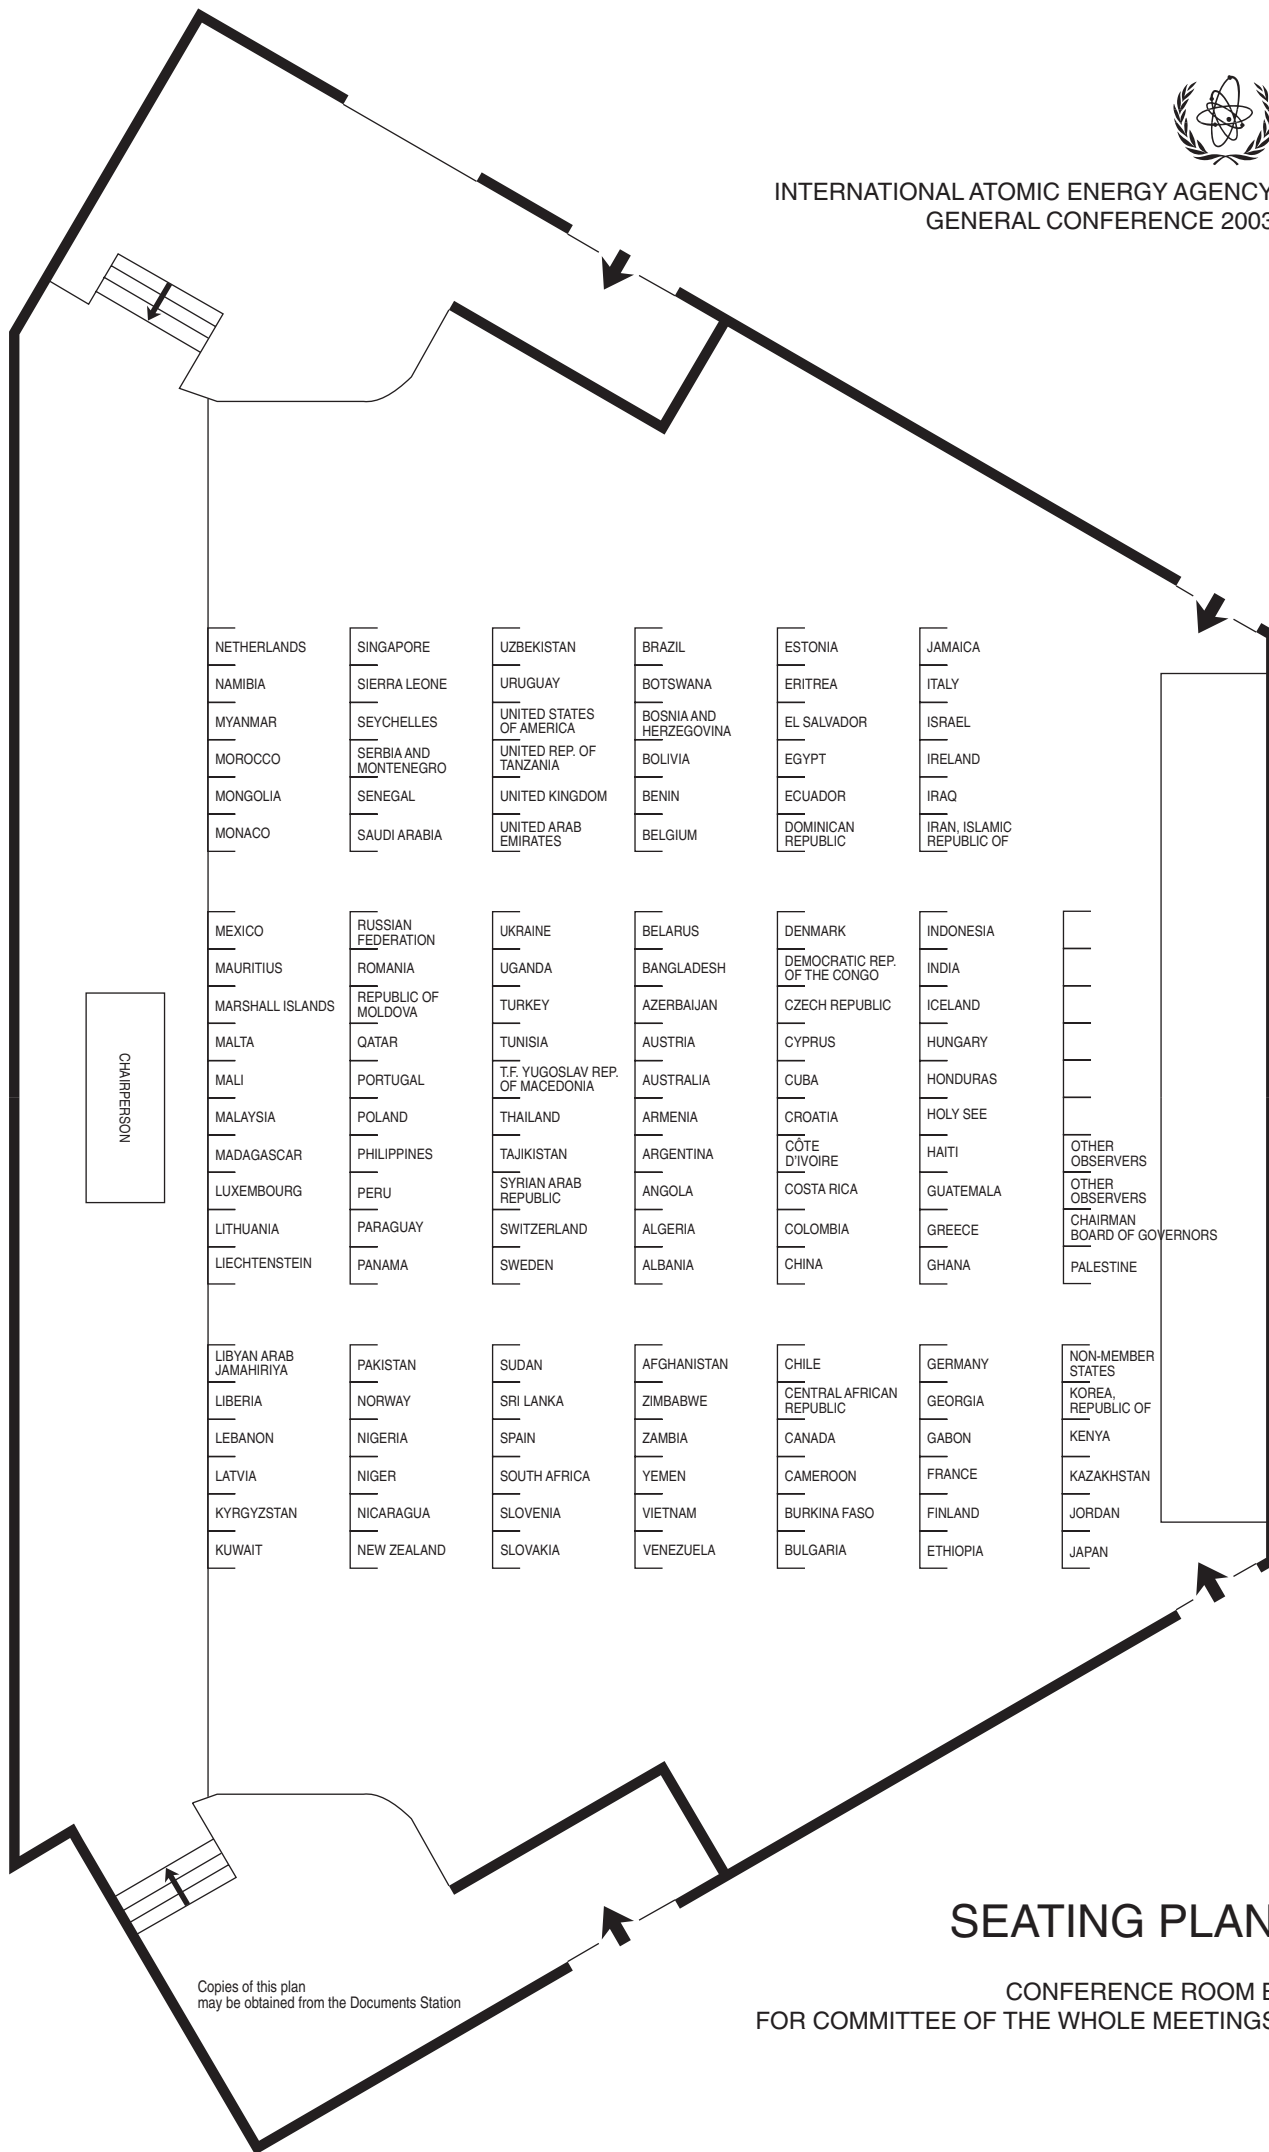 INTERNATIONAL ATOMIC ENERGY AGENCY
GENERAL CONFERENCE 2003
NETHERLANDS
NAMIBIA
MYANMAR
MOROCCO
MONGOLIA
MONACO
SINGAPORE
SIERRA LEONE
SEYCHELLES
SERBIA AND
MONTENEGRO
SENEGAL
SAUDI ARABIA
UZBEKISTAN
URUGUAY
UNITED STATES
OF AMERICA
UNITED REP. OF
TANZANIA
UNITED KINGDOM
UNITED ARAB
EMIRATES
BRAZIL
BOTSWANA
BOSNIA AND
HERZEGOVINA
BOLIVIA
BENIN
BELGIUM
ESTONIA
ERITREA
EL SALVADOR
EGYPT
ECUADOR
DOMINICAN
REPUBLIC
JAMAICA
ITALY
ISRAEL
IRELAND
IRAQ
IRAN, ISLAMIC
REPUBLIC OF
CHAIRPERSON
MEXICO
MAURITIUS
MARSHALL ISLANDS
MALTA
MALI
MALAYSIA
MADAGASCAR
LUXEMBOURG
LITHUANIA
LIECHTENSTEIN
RUSSIAN
FEDERATION
ROMANIA
REPUBLIC OF
MOLDOVA
QATAR
PORTUGAL
POLAND
PHILIPPINES
PERU
PARAGUAY
PANAMA
UKRAINE
UGANDA
TURKEY
TUNISIA
T.F. YUGOSLAV REP.
OF MACEDONIA
THAILAND
TAJIKISTAN
SYRIAN ARAB
REPUBLIC
SWITZERLAND
SWEDEN
BELARUS
BANGLADESH
AZERBAIJAN
AUSTRIA
AUSTRALIA
ARMENIA
ARGENTINA
ANGOLA
ALGERIA
ALBANIA
DENMARK
DEMOCRATIC REP.
OF THE CONGO
CZECH REPUBLIC
CYPRUS
CUBA
CROATIA
CÔTE
D'IVOIRE
COSTA RICA
COLOMBIA
CHINA
INDONESIA
INDIA
ICELAND
HUNGARY
HONDURAS
HOLY SEE
HAITI
GUATEMALA
GREECE
GHANA
OTHER
OBSERVERS
OTHER
OBSERVERS
CHAIRMAN
BOARD OF GOVERNORS
PALESTINE
LIBYAN ARAB
JAMAHIRIYA
LIBERIA
LEBANON
LATVIA
KYRGYZSTAN
KUWAIT
PAKISTAN
NORWAY
NIGERIA
NIGER
NICARAGUA
NEW ZEALAND
SUDAN
SRI LANKA
SPAIN
SOUTH AFRICA
SLOVENIA
SLOVAKIA
AFGHANISTAN
ZIMBABWE
ZAMBIA
YEMEN
VIETNAM
VENEZUELA
CHILE
CENTRAL AFRICAN
REPUBLIC
CANADA
CAMEROON
BURKINA FASO
BULGARIA
GERMANY
GEORGIA
GABON
FRANCE
FINLAND
ETHIOPIA
NON-MEMBER
STATES
KOREA,
REPUBLIC OF
KENYA
KAZAKHSTAN
JORDAN
JAPAN
SEATING PLAN
Copies of this plan
may be obtained from the Documents Station
CONFERENCE ROOM
FOR COMMITTEE OF THE WHOLE MEETINGS